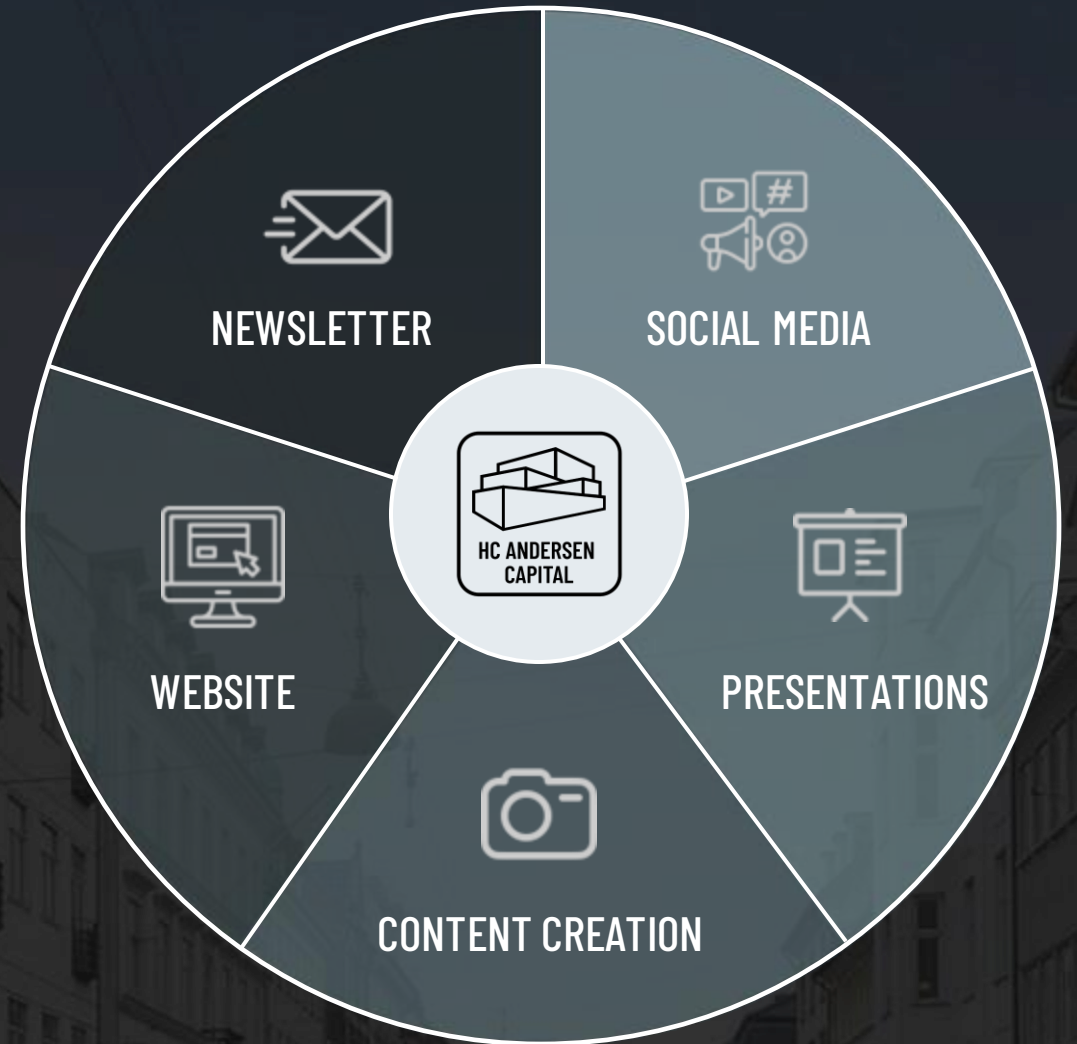 NEWSLETTER
SOCIAL MEDIA
#
HC ANDERSEN
CAPITAL
WEBSITE
PRESENTATIONS
CONTENT CREATION